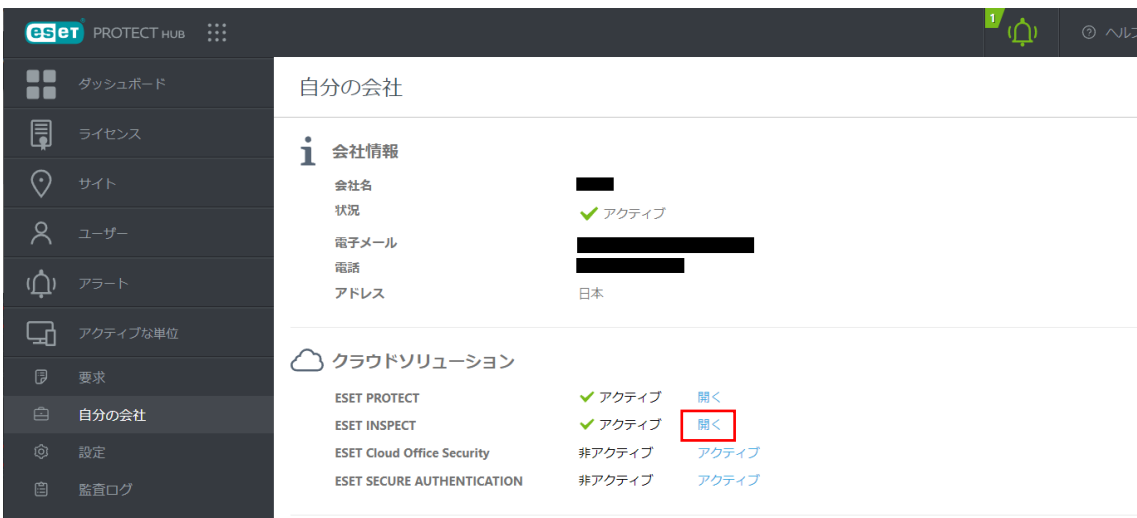 eset PROTECT HUB
1
ヘルプ
ダッシュボード
ライセンス
サイト
ユーザー
アラート
アクティブな単位
要求
自分の会社
設定
監査ログ
自分の会社
会社情報
会社名
状況 アクティブ
電子メール
電話
アドレス 日本
クラウドソリューション
ESET PROTECT アクティブ 開く
ESET INSPECT アクティブ 開く
ESET Cloud Office Security 非アクティブ アクティブ
ESET SECURE AUTHENTICATION 非アクティブ アクティブ